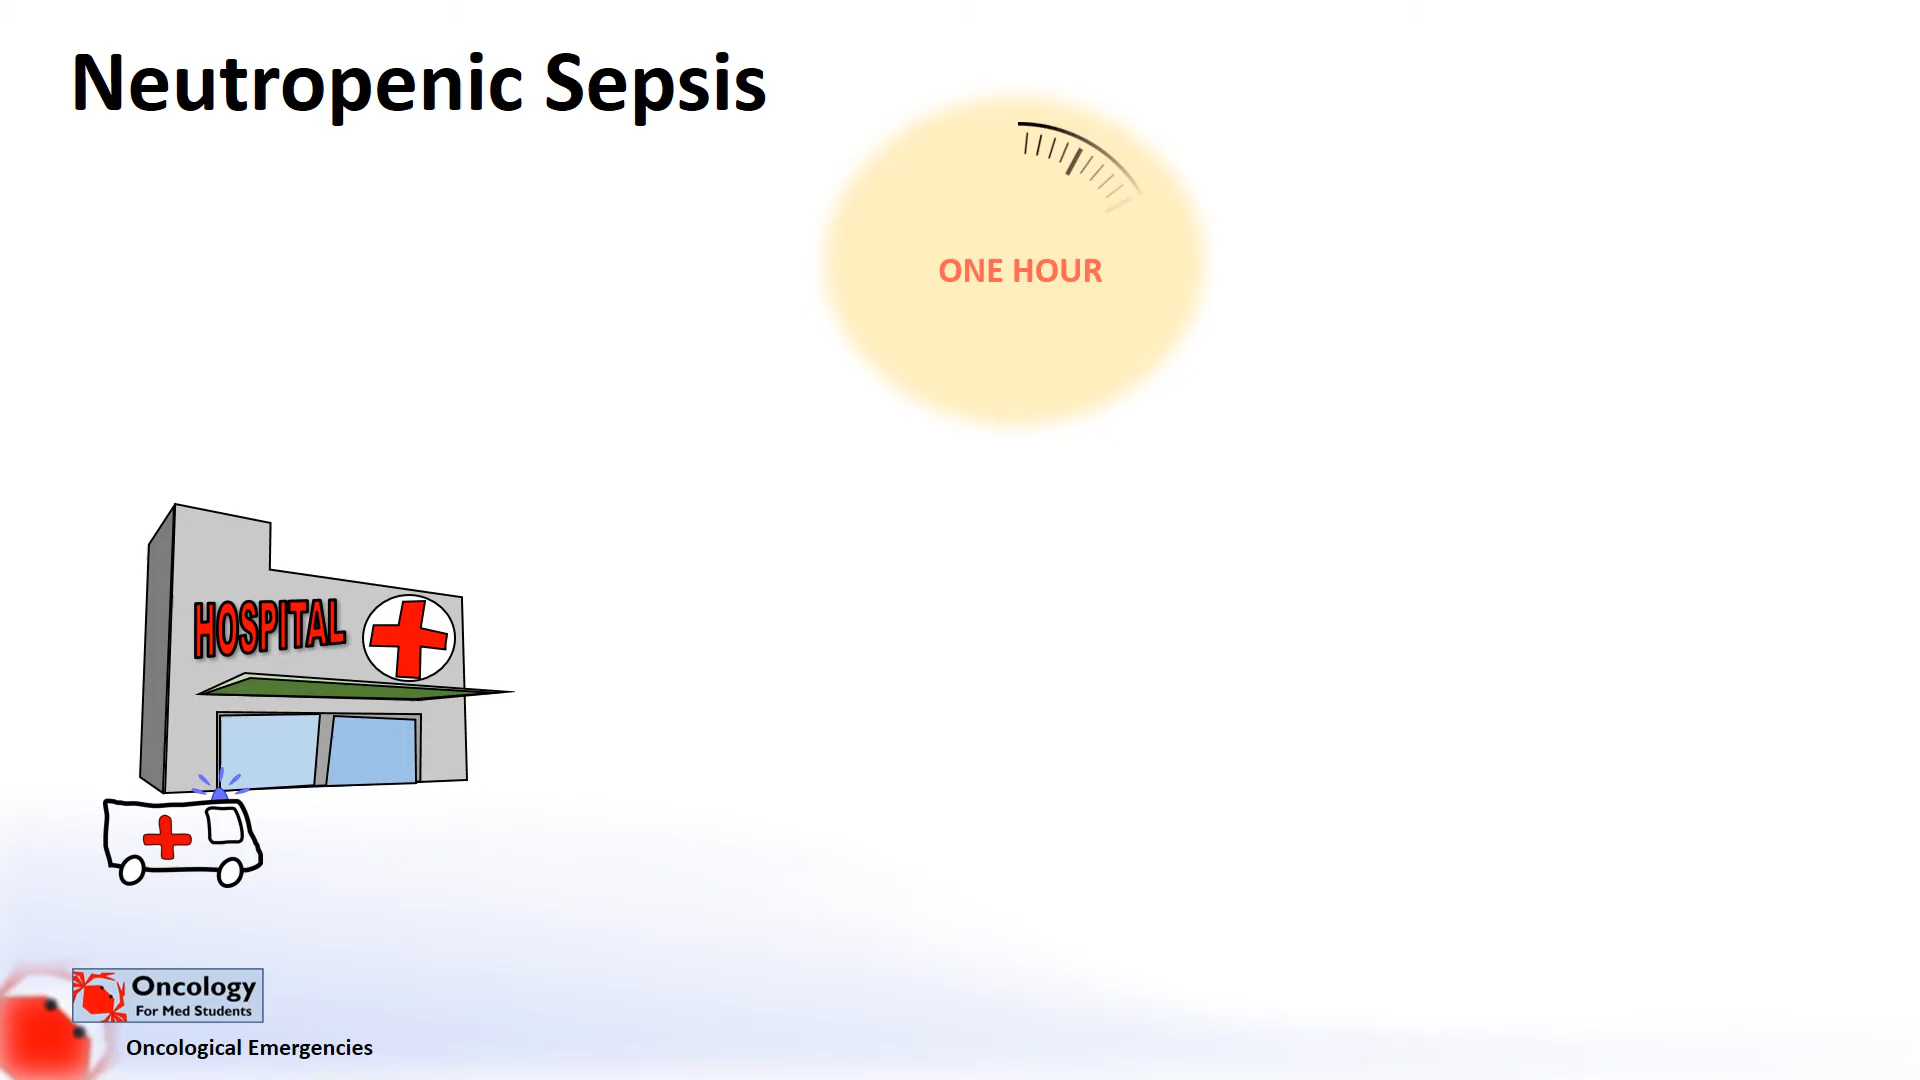 Neutropenic Sepsis
ONE HOUR
HOSPITAL
Oncology
For Med Students
Oncological Emergencies